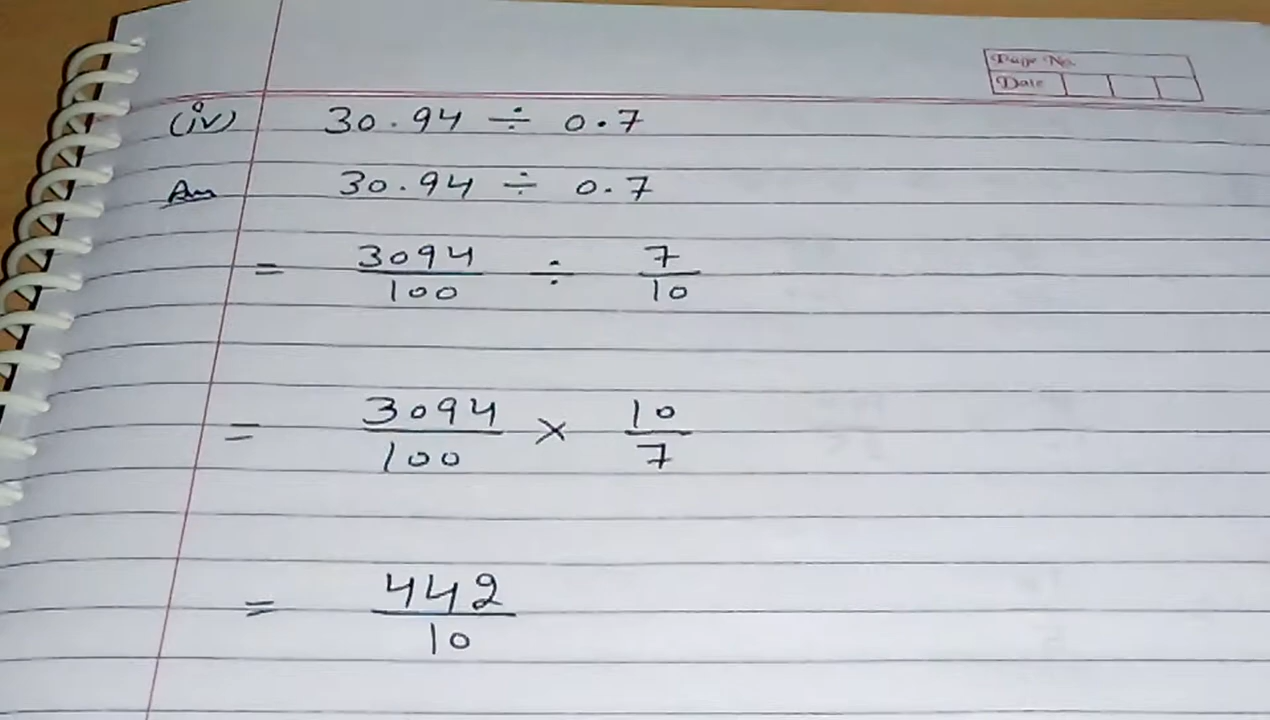 Page No.
Date
(iv) 30.94 ÷ 0.7
Ans 30.94 ÷ 0.7
= 3094/100 ÷ 7/10
= 3094/100 × 10/7
= 442/10